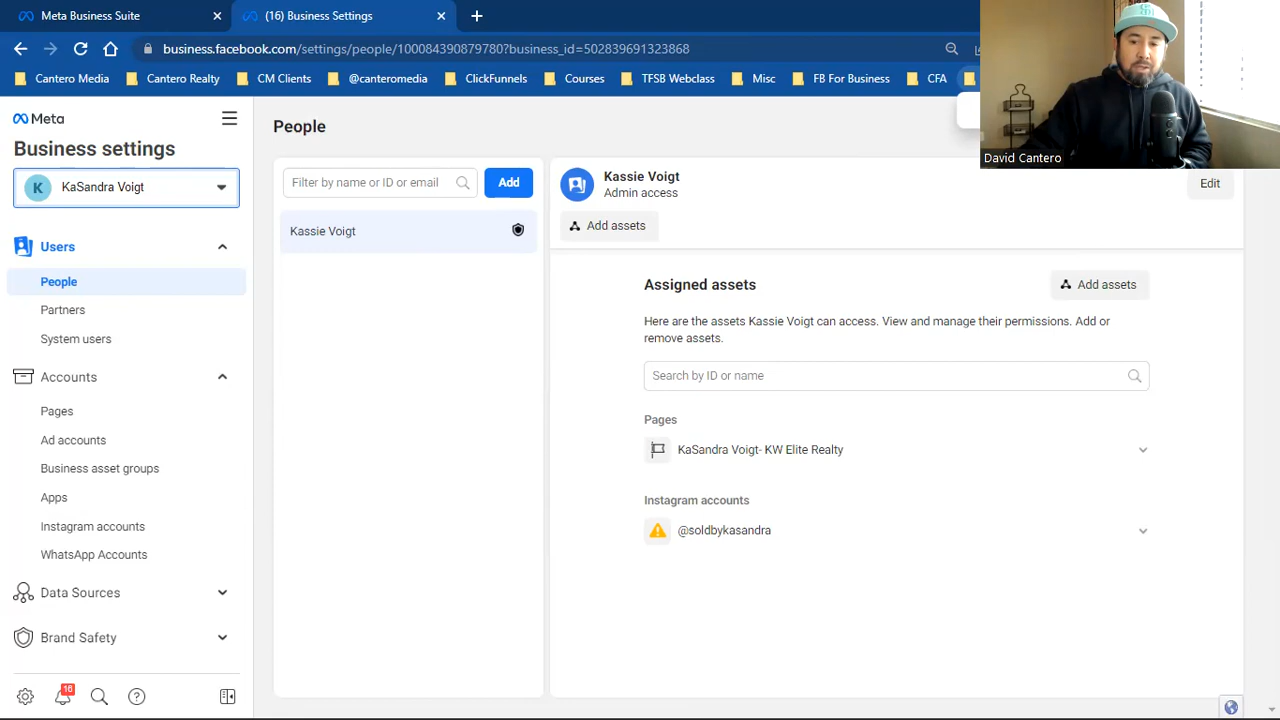 Meta Business Suite
(16) Business Settings
business.facebook.com/settings/people/100084390879780?business_id=502839691323868
Cantero Media
Cantero Realty
CM Clients
@canteromedia
ClickFunnels
Courses
TFSB Webclass
Misc
FB For Business
CFA
David Cantero
Meta
Business settings
K
KaSandra Voigt
Users
People
Partners
System users
Accounts
Pages
Ad accounts
Business asset groups
Apps
Instagram accounts
WhatsApp Accounts
Data Sources
Brand Safety
16
People
Filter by name or ID or email
Add
Kassie Voigt
Kassie Voigt
Admin access
Edit
Add assets
Assigned assets
Add assets
Here are the assets Kassie Voigt can access. View and manage their permissions. Add or
remove assets.
Search by ID or name
Pages
KaSandra Voigt- KW Elite Realty
Instagram accounts
@soldbykasandra